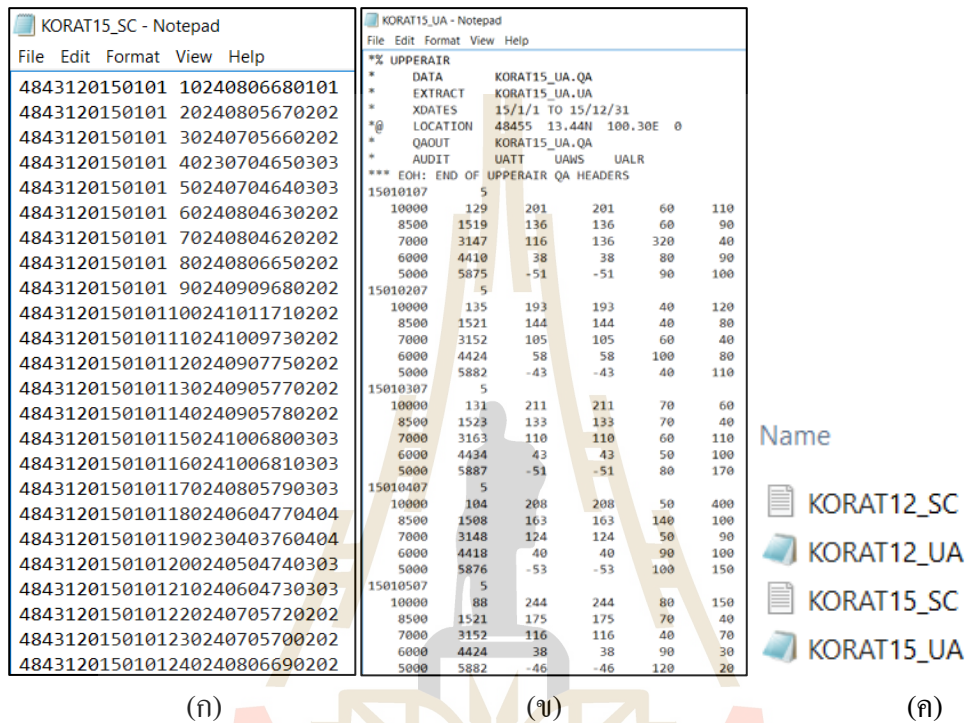 KORAT15_SC - Notepad
File Edit Format View Help
4843120150101 10240806680101
4843120150101 20240805670202
4843120150101 30240705660202
4843120150101 40230704650303
4843120150101 50240704640303
4843120150101 60240804630202
4843120150101 70240804620202
4843120150101 80240806650202
4843120150101 90240909680202
4843120150101100241011710202
4843120150101110241009730202
4843120150101120240907750202
4843120150101130240905770202
4843120150101140240905780202
4843120150101150241006800303
4843120150101160241006810303
4843120150101170240805790303
4843120150101180240604770404
4843120150101190230403760404
4843120150101200240504740303
4843120150101210240604730303
4843120150101220240705720202
4843120150101230240705700202
4843120150101240240806690202
(ก)
KORAT15_UA - Notepad
File Edit Format View Help
*% UPPERAIR
* DATA KORAT15_UA.QA
* EXTRACT KORAT15_UA.UA
* XDATES 15/1/1 TO 15/12/31
*@ LOCATION 48455 13.44N 100.30E 0
* QAOUT KORAT15_UA.QA
* AUDIT UATT UAWS UALR
*** EOH: END OF UPPERAIR QA HEADERS
15010107 5
10000 129 201 201 60 110
8500 1519 136 136 60 90
7000 3147 116 136 320 40
6000 4410 38 38 80 90
5000 5875 -51 -51 90 100
15010207 5
10000 135 193 193 40 120
8500 1521 144 144 40 80
7000 3152 105 105 60 40
6000 4424 58 58 100 80
5000 5882 -43 -43 40 110
15010307 5
10000 131 211 211 70 60
8500 1523 133 133 70 40
7000 3163 110 110 60 110
6000 4434 43 43 50 100
5000 5887 -51 -51 80 170
15010407 5
10000 104 208 208 50 400
8500 1508 163 163 140 100
7000 3148 124 124 50 90
6000 4418 40 40 90 100
5000 5876 -53 -53 100 150
15010507 5
10000 88 244 244 80 150
8500 1521 175 175 70 40
7000 3152 116 116 40 70
6000 4424 38 38 90 30
5000 5882 -46 -46 120 20
(ข)
Name
KORAT12_SC
KORAT12_UA
KORAT15_SC
KORAT15_UA
(ค)